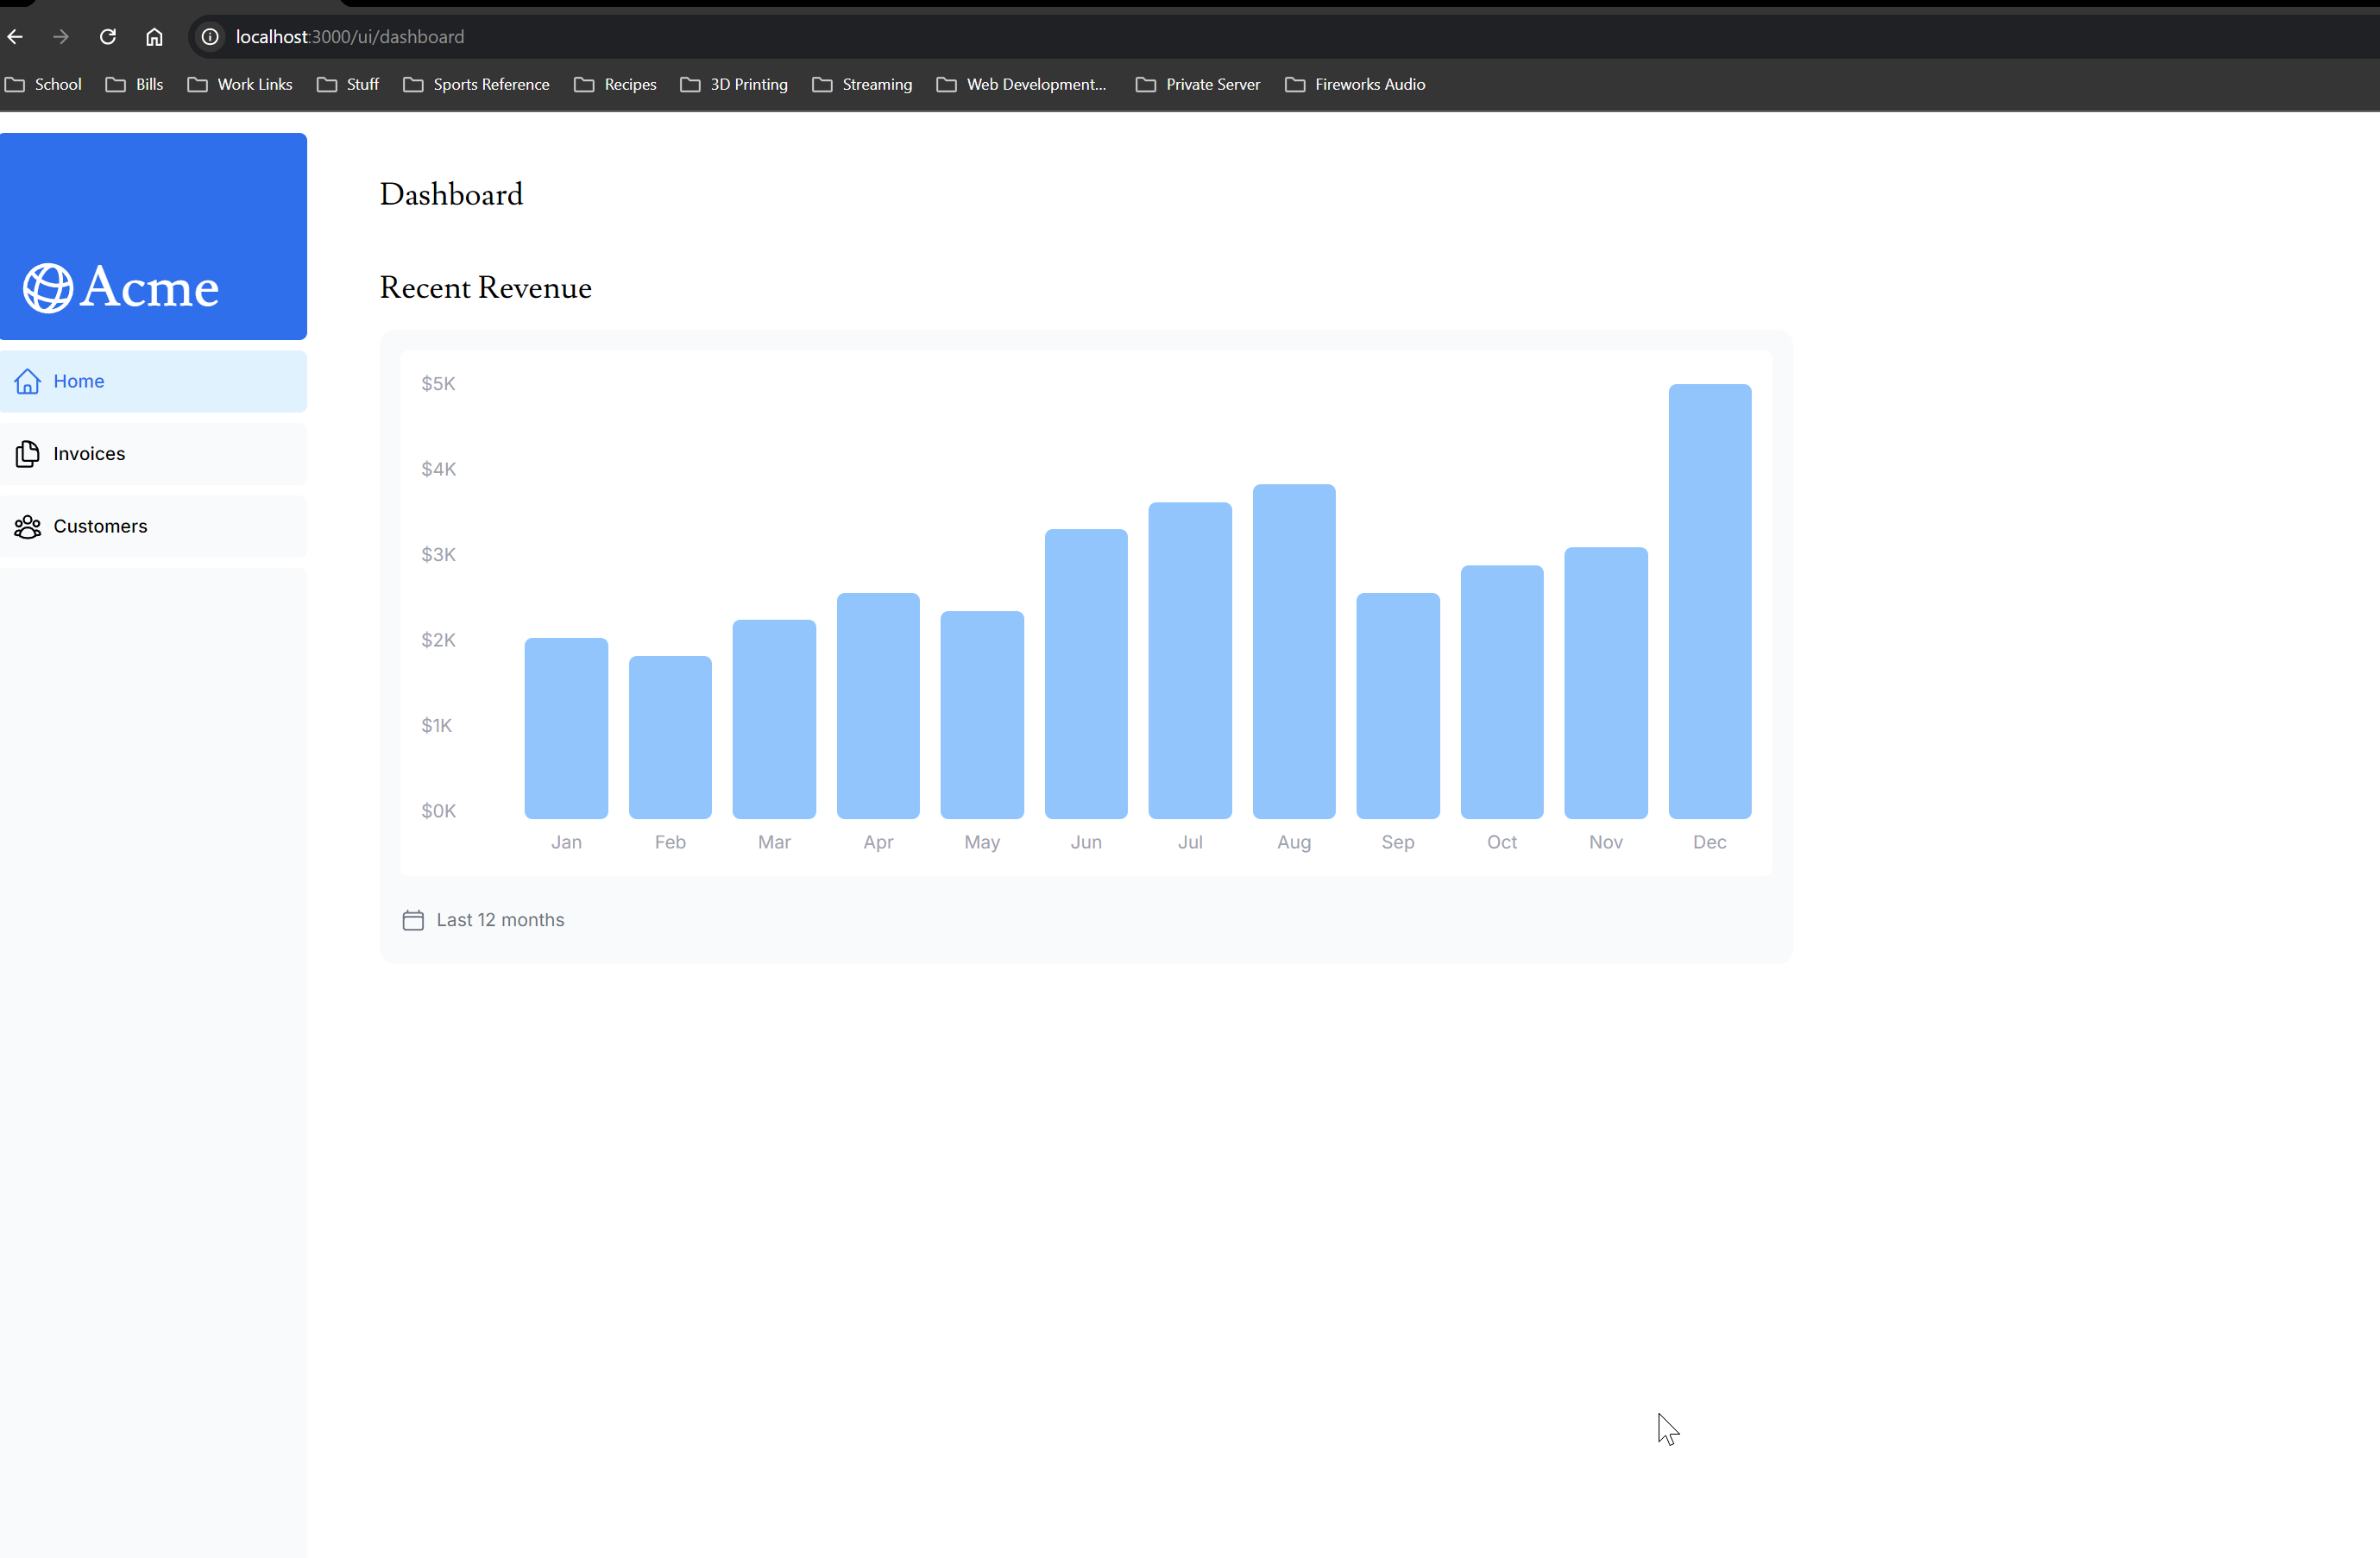 localhost:3000/ui/dashboard
School Bills Work Links Stuff Sports Reference Recipes 3D Printing Streaming Web Development... Private Server Fireworks Audio
Acme
Home
Invoices
Customers
Dashboard
Recent Revenue
$5K
$4K
$3K
$2K
$1K
$0K
Jan Feb Mar Apr May Jun Jul Aug Sep Oct Nov Dec
Last 12 months